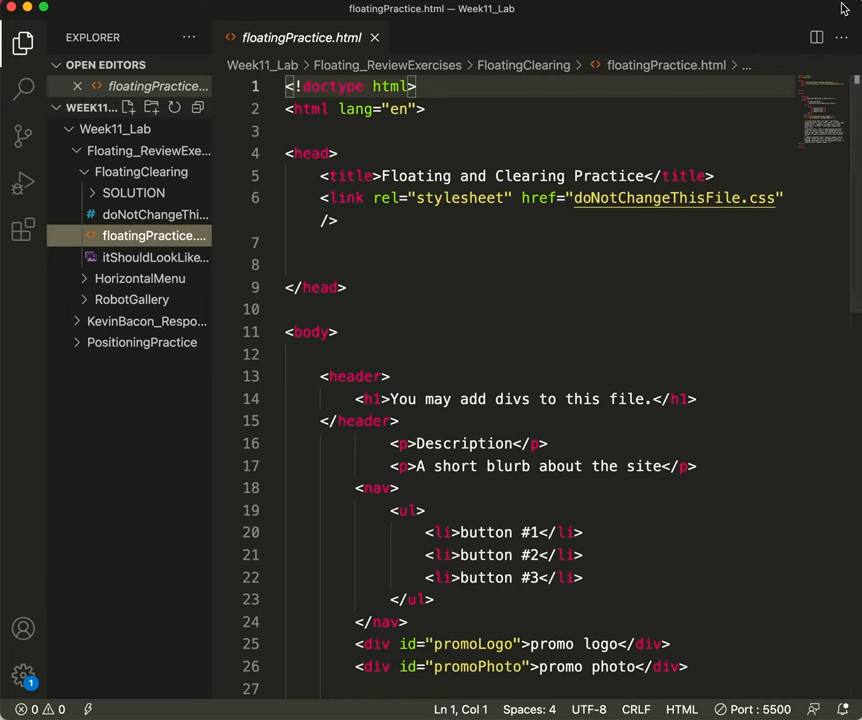 floatingPractice.html — Week11_Lab
EXPLORER
OPEN EDITORS
floatingPractice...
WEEK11...
Week11_Lab
Floating_ReviewExe...
FloatingClearing
SOLUTION
doNotChangeThi...
floatingPractice....
itShouldLookLike...
HorizontalMenu
RobotGallery
KevinBacon_Respo...
PositioningPractice
1
floatingPractice.html
Week11_Lab > Floating_ReviewExercises > FloatingClearing > floatingPractice.html > ...
1 <!doctype html>
2 <html lang="en">
3
4 <head>
5 <title>Floating and Clearing Practice</title>
6 <link rel="stylesheet" href="doNotChangeThisFile.css"
/>
7
8
9 </head>
10
11 <body>
12
13 <header>
14 <h1>You may add divs to this file.</h1>
15 </header>
16 <p>Description</p>
17 <p>A short blurb about the site</p>
18 <nav>
19 <ul>
20 <li>button #1</li>
21 <li>button #2</li>
22 <li>button #3</li>
23 </ul>
24 </nav>
25 <div id="promoLogo">promo logo</div>
26 <div id="promoPhoto">promo photo</div>
27
0 0 Ln 1, Col 1 Spaces: 4 UTF-8 CRLF HTML Port : 5500